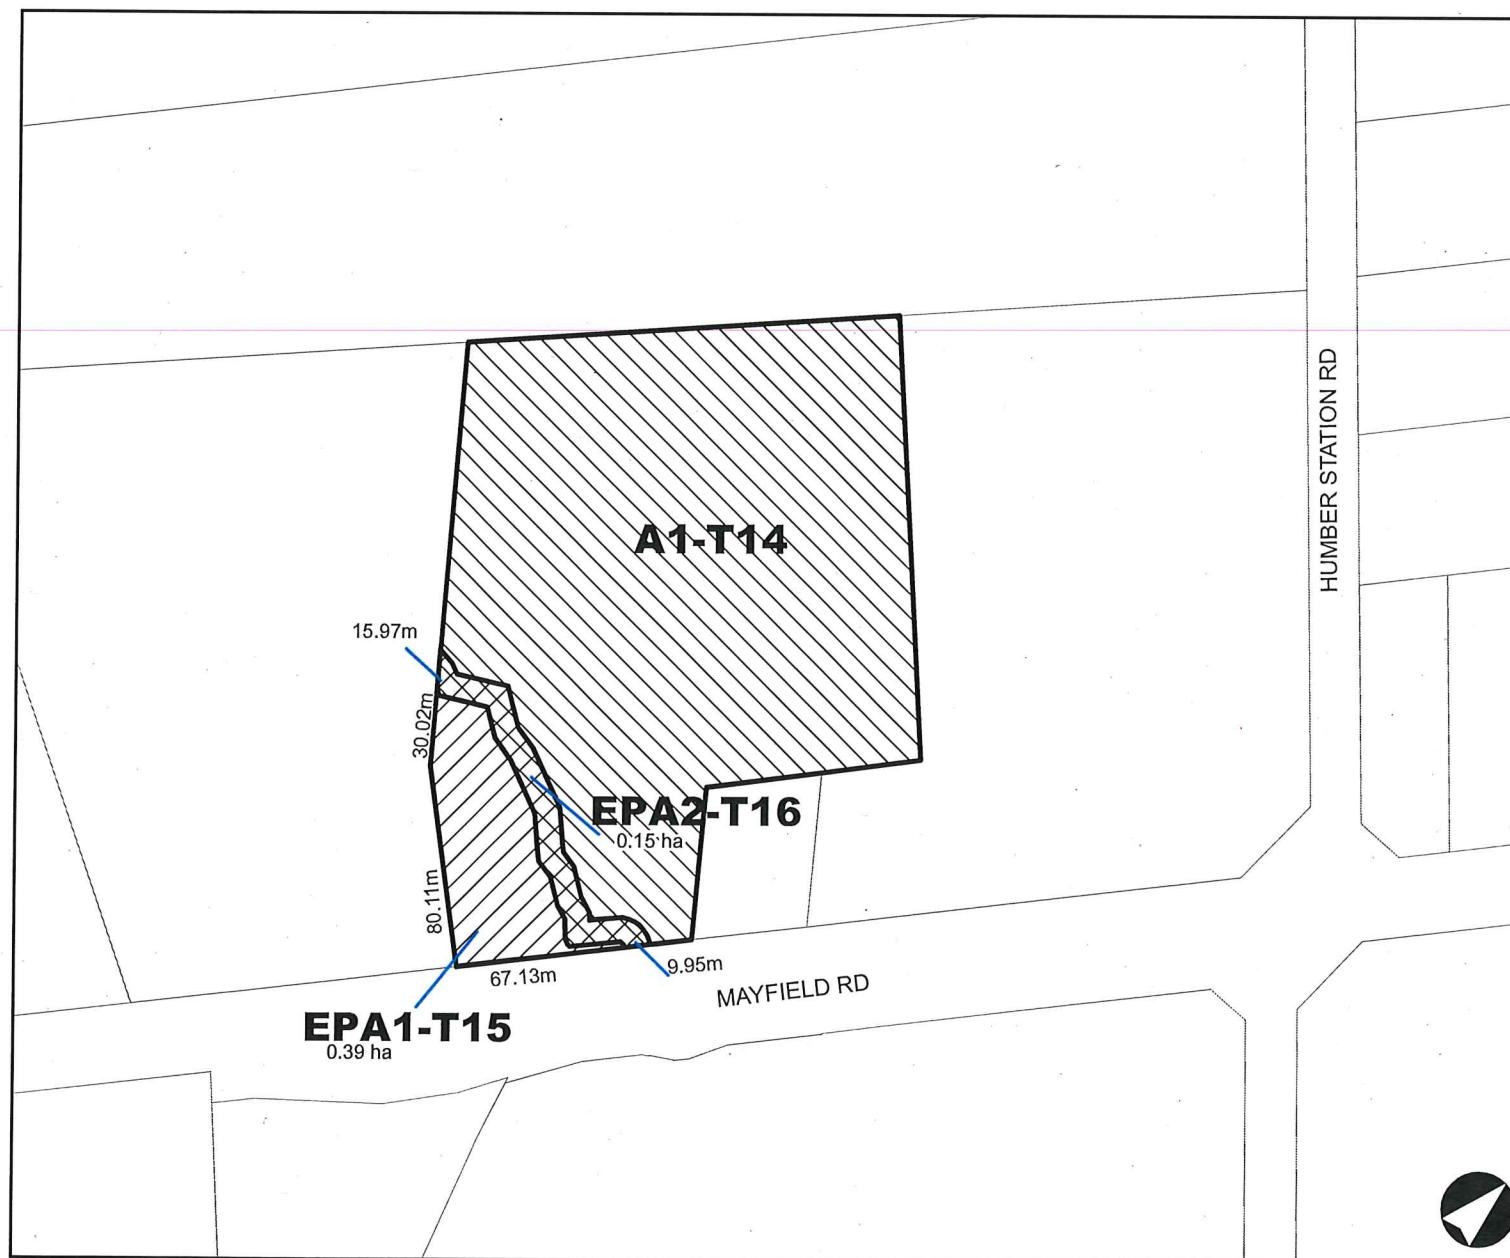 HUMBER STATION RD
A1-T14
15.97m
30.02m
EPA2-T16
0.15 ha
80.11m
9.95m
67.13m
MAYFIELD RD
EPA1-T15
0.39 ha